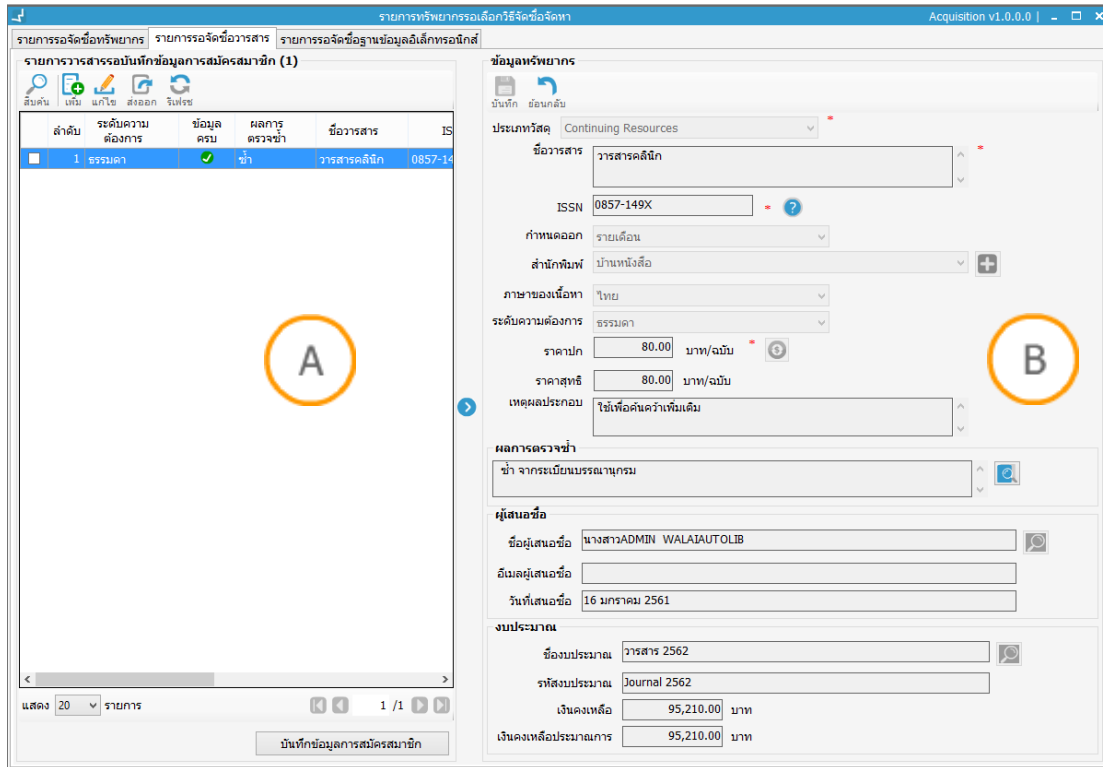 รายการทรัพยากรรอเลือกวิธีจัดซื้อจัดหา
Acquisition v1.0.0.0 |
รายการรอจัดซื้อทรัพยากร รายการรอจัดซื้อวารสาร รายการรอจัดซื้อฐานข้อมูลอิเล็กทรอนิกส์
รายการวารสารรอบันทึกข้อมูลการสมัครสมาชิก (1)
สืบค้น เพิ่ม แก้ไข ส่งออก รีเฟรช
ลำดับ ระดับความต้องการ ข้อมูลครบ ผลการตรวจซ้ำ ชื่อวารสาร IS
1 ธรรมดา ซ้ำ วารสารคลินิก 0857-14
A
แสดง 20 รายการ 1 /1
บันทึกข้อมูลการสมัครสมาชิก
ข้อมูลทรัพยากร
บันทึก ย้อนกลับ
ประเภทวัสดุ Continuing Resources *
ชื่อวารสาร วารสารคลินิก *
ISSN 0857-149X * ?
กำหนดออก รายเดือน
สำนักพิมพ์ บ้านหนังสือ
ภาษาของเนื้อหา ไทย
ระดับความต้องการ ธรรมดา
ราคาปก 80.00 บาท/ฉบับ *
ราคาสุทธิ 80.00 บาท/ฉบับ
B
เหตุผลประกอบ ใช้เพื่อค้นคว้าเพิ่มเติม
ผลการตรวจซ้ำ
ซ้ำ จากระเบียนบรรณานุกรม
ผู้เสนอซื้อ
ชื่อผู้เสนอซื้อ นางสาวADMIN WALAIAUTOLIB
อีเมลผู้เสนอซื้อ
วันที่เสนอซื้อ 16 มกราคม 2561
งบประมาณ
ชื่องบประมาณ วารสาร 2562
รหัสงบประมาณ Journal 2562
เงินคงเหลือ 95,210.00 บาท
เงินคงเหลือประมาณการ 95,210.00 บาท